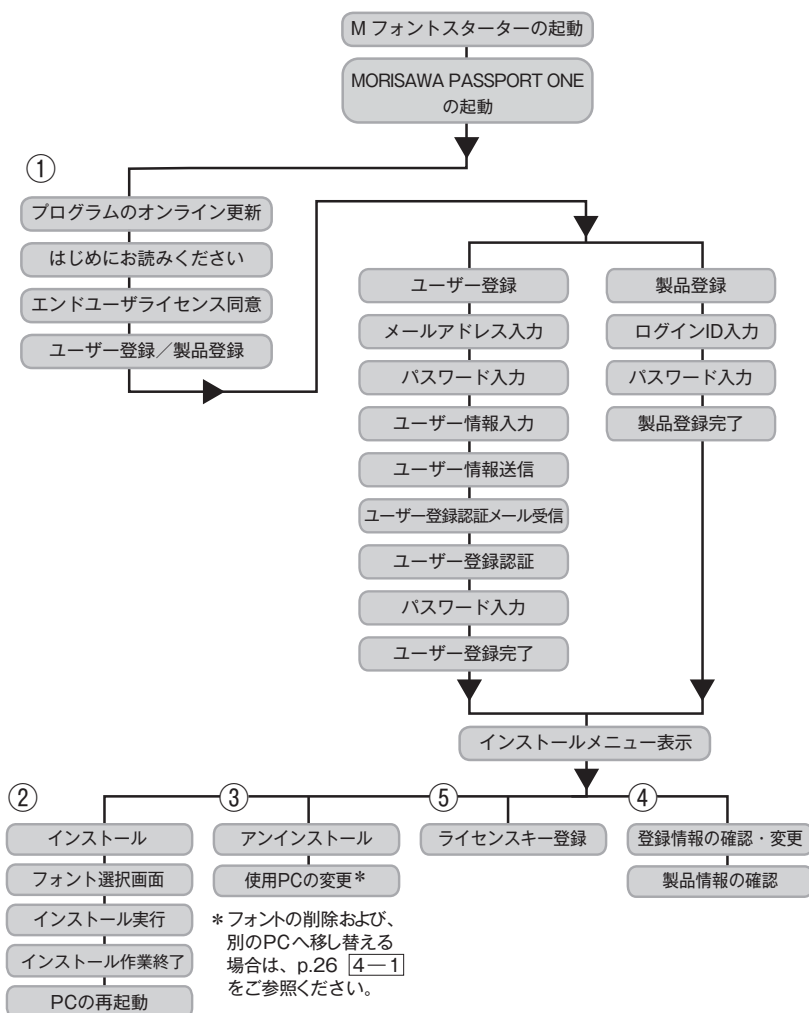 M フォントスターターの起動
MORISAWA PASSPORT ONE
の起動
①
プログラムのオンライン更新
はじめにお読みください
エンドユーザライセンス同意
ユーザー登録／製品登録
ユーザー登録
メールアドレス入力
パスワード入力
ユーザー情報入力
ユーザー情報送信
ユーザー登録認証メール受信
ユーザー登録認証
パスワード入力
ユーザー登録完了
製品登録
ログインID入力
パスワード入力
製品登録完了
インストールメニュー表示
②
インストール
フォント選択画面
インストール実行
インストール作業終了
PCの再起動
③
アンインストール
使用PCの変更*
* フォントの削除および、
別のPCへ移し替える
場合は、p.26 4―1
をご参照ください。
⑤
ライセンスキー登録
④
登録情報の確認・変更
製品情報の確認